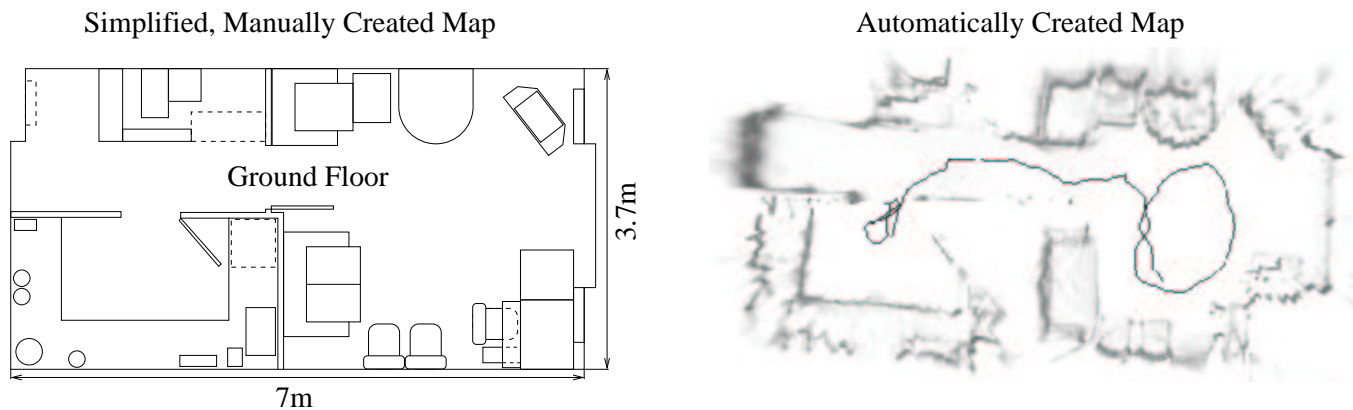 Simplified, Manually Created Map
Automatically Created Map
Ground Floor
3.7m
7m